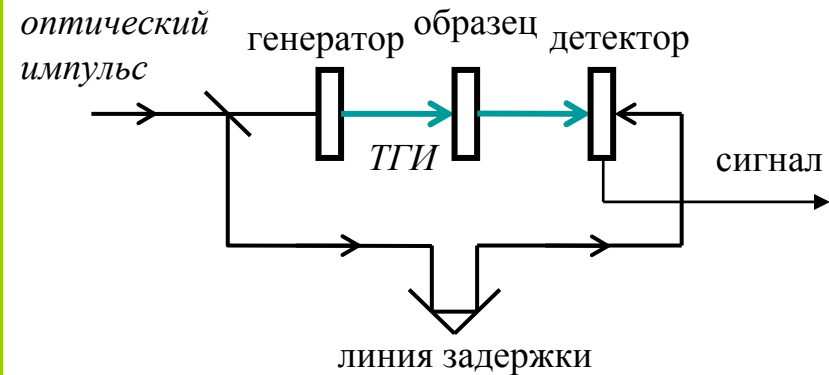 оптический
импульс
генератор
образец
детектор
ТГИ
сигнал
линия задержки